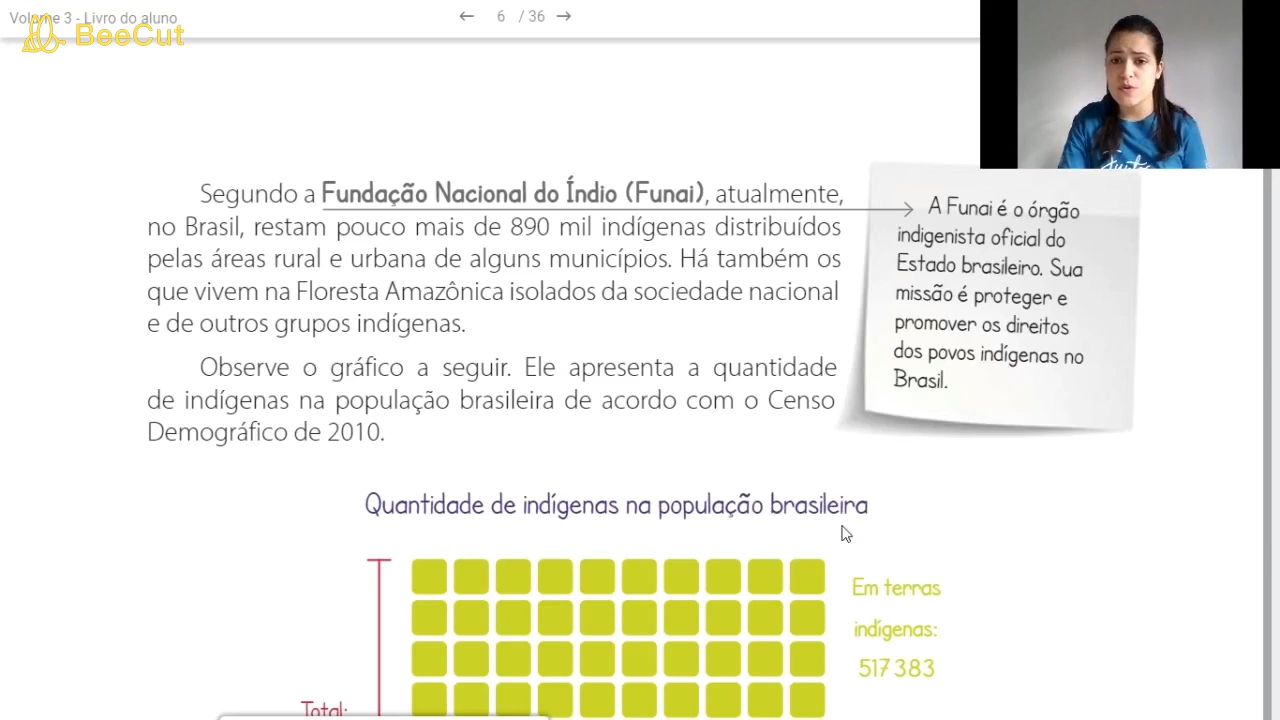 Volume 3 - Livro do aluno
← 6 / 36 →
BeeCut
Segundo a Fundação Nacional do Índio (Funai), atualmente,
no Brasil, restam pouco mais de 890 mil indígenas distribuídos
pelas áreas rural e urbana de alguns municípios. Há também os
que vivem na Floresta Amazônica isolados da sociedade nacional
e de outros grupos indígenas.
Observe o gráfico a seguir. Ele apresenta a quantidade
de indígenas na população brasileira de acordo com o Censo
Demográfico de 2010.
A Funai é o órgão
indigenista oficial do
Estado brasileiro. Sua
missão é proteger e
promover os direitos
dos povos indígenas no
Brasil.
Quantidade de indígenas na população brasileira
Em terras
indígenas:
517 383
Total: